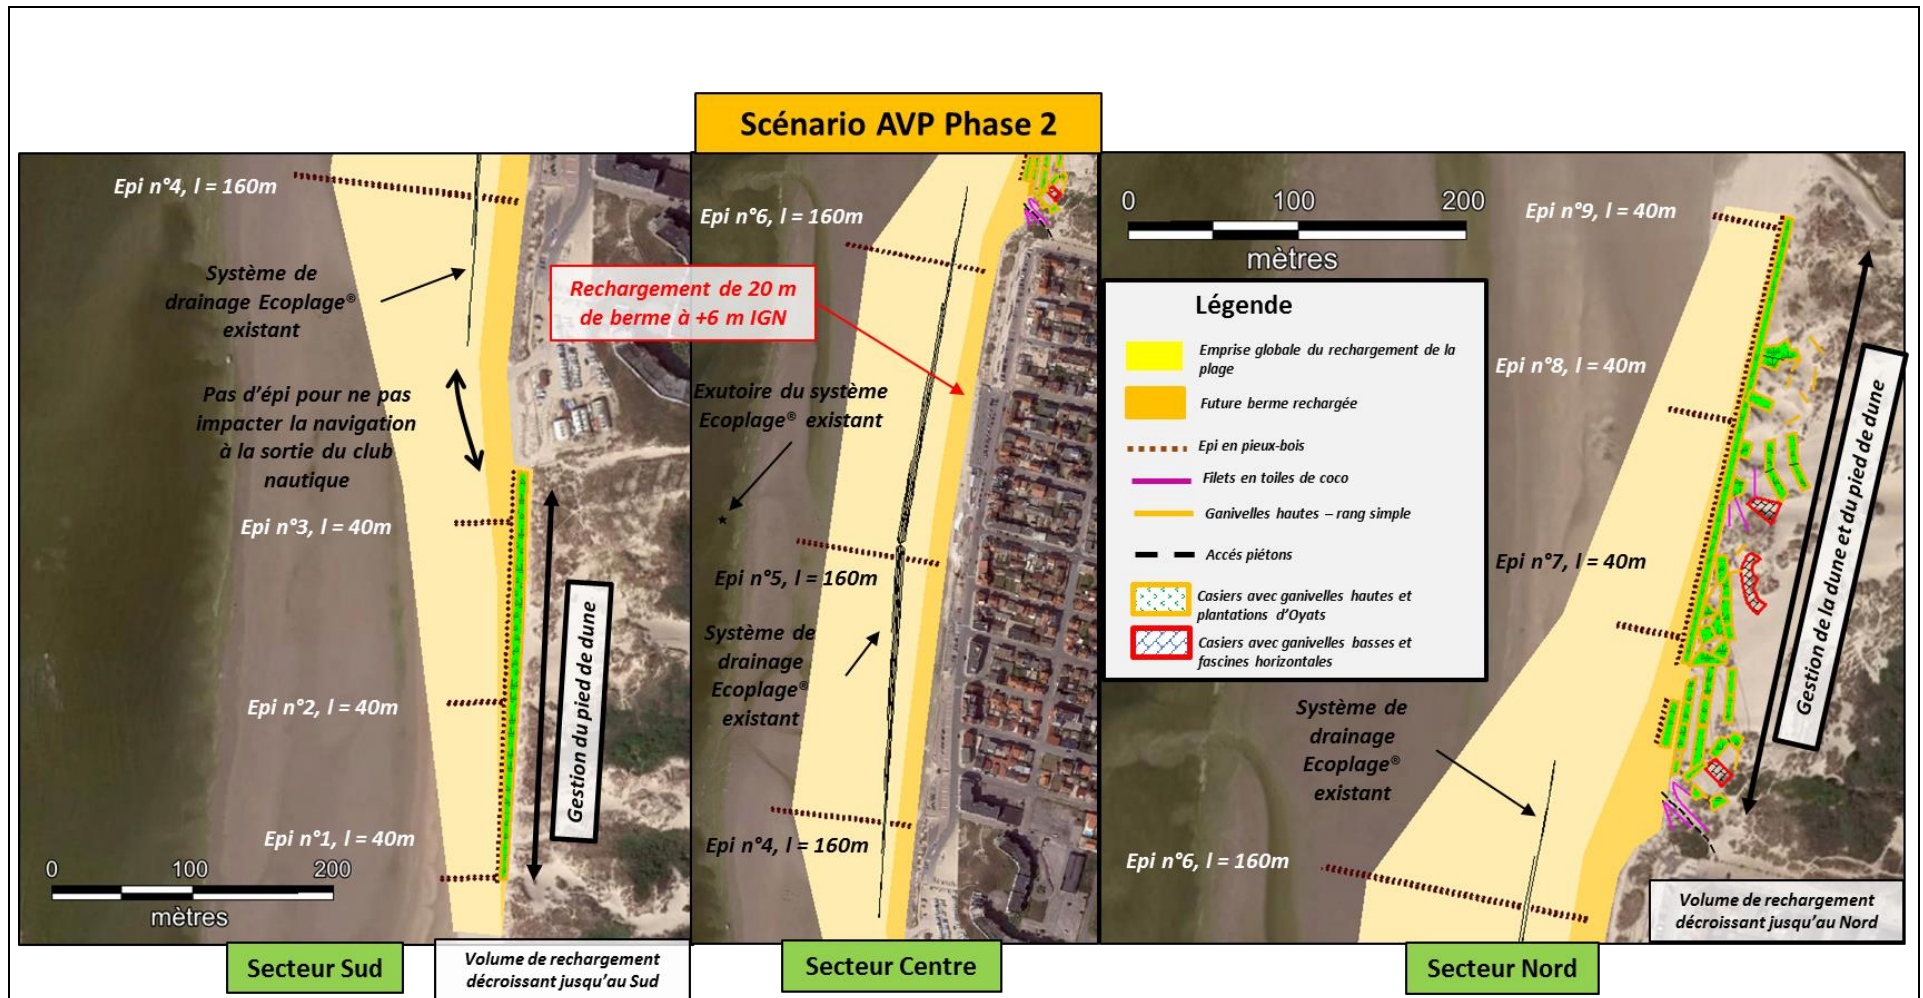 Scénario AVP Phase 2
Epi n°4, l = 160m
Système de
drainage Ecoplage®
existant
Pas d'épi pour ne pas
impacter la navigation
à la sortie du club
nautique
Epi n°3, l = 40m
Epi n°2, l = 40m
Epi n°1, l = 40m
Gestion du pied de dune
0 100 200
mètres
Secteur Sud
Volume de rechargement
décroissant jusqu'au Sud
Epi n°6, l = 160m
Rechargement de 20 m
de berme à +6 m IGN
Exutoire du système
Ecoplage® existant
Epi n°5, l = 160m
Système de
drainage
Ecoplage®
existant
Epi n°4, l = 160m
Secteur Centre
0 100 200
mètres
Epi n°9, l = 40m
Légende
Emprise globale du rechargement de la
plage
Future berme rechargée
Epi en pieux-bois
Filets en toiles de coco
Ganivelles hautes – rang simple
Accés piétons
Casiers avec ganivelles hautes et
plantations d'Oyats
Casiers avec ganivelles basses et
fascines horizontales
Epi n°8, l = 40m
Epi n°7, l = 40m
Gestion de la dune et du pied de dune
Système de
drainage
Ecoplage®
existant
Epi n°6, l = 160m
Volume de rechargement
décroissant jusqu'au Nord
Secteur Nord